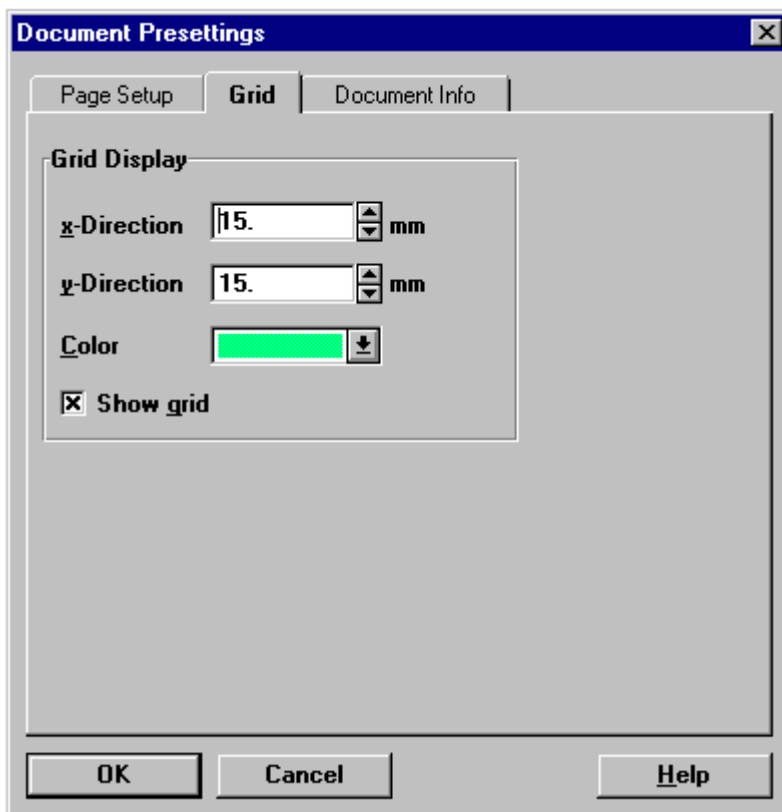 Document Presettings
Page Setup Grid Document Info
Grid Display
x-Direction 15. mm
y-Direction 15. mm
Color
Show grid
OK Cancel Help